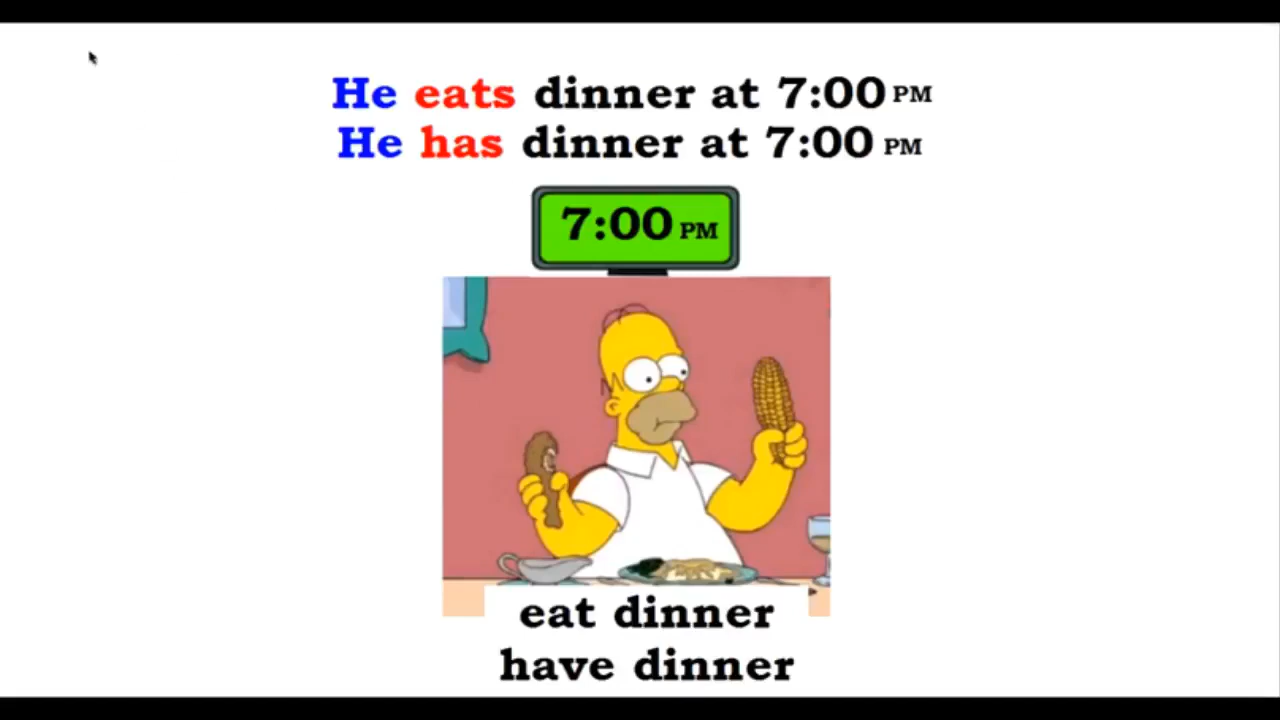 He eats dinner at 7:00 PM
He has dinner at 7:00 PM
7:00 PM
eat dinner
have dinner